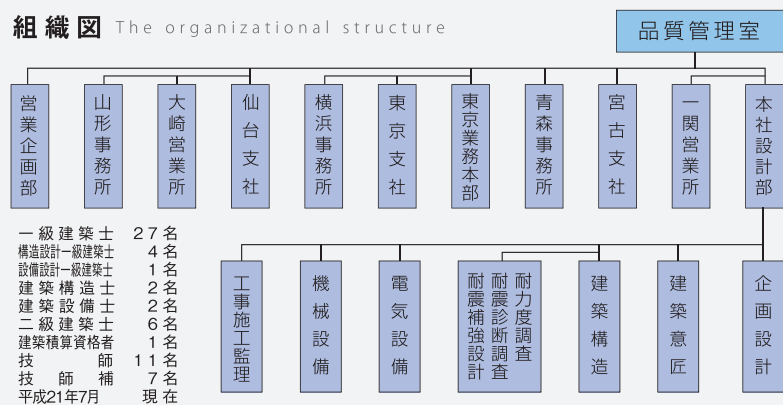 組織図 The organizational structure
品質管理室
営業企画部
山形事務所
大崎営業所
仙台支社
横浜事務所
東京支社
東京業務本部
青森事務所
宮古支社
一関営業所
本社設計部
一級建築士 27名
構造設計一級建築士 4名
設備設計一級建築士 1名
建築構造士 2名
建築設備士 2名
二級建築士 6名
建築積算資格者 1名
技師 11名
技師補 7名
平成21年7月 現在
工事施工監理
機械設備
電気設備
耐力度調査
耐震診断調査
耐震補強設計
建築構造
建築意匠
企画設計